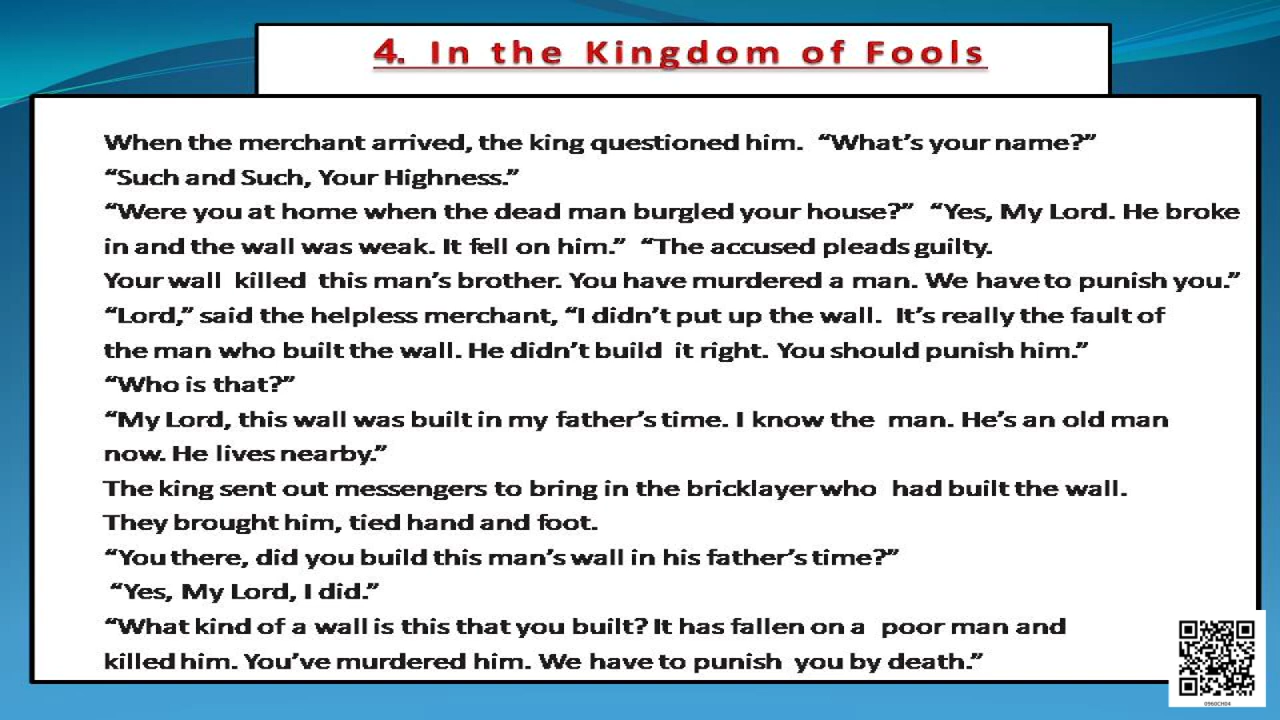 4. In the Kingdom of Fools
When the merchant arrived, the king questioned him. “What’s your name?”
“Such and Such, Your Highness.”
“Were you at home when the dead man burgled your house?” “Yes, My Lord. He broke
in and the wall was weak. It fell on him.” “The accused pleads guilty.
Your wall killed this man’s brother. You have murdered a man. We have to punish you.”
“Lord,” said the helpless merchant, “I didn’t put up the wall. It’s really the fault of
the man who built the wall. He didn’t build it right. You should punish him.”
“Who is that?”
“My Lord, this wall was built in my father’s time. I know the man. He’s an old man
now. He lives nearby.”
The king sent out messengers to bring in the bricklayer who had built the wall.
They brought him, tied hand and foot.
“You there, did you build this man’s wall in his father’s time?”
“Yes, My Lord, I did.”
“What kind of a wall is this that you built? It has fallen on a poor man and
killed him. You’ve murdered him. We have to punish you by death.”
0960CH04